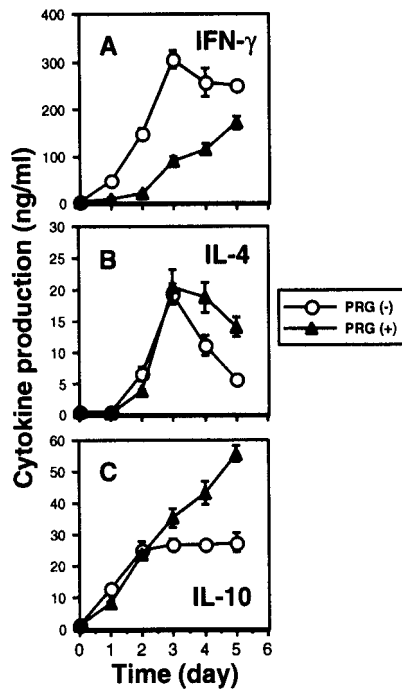 A IFN-γ
400
300
200
100
0
B IL-4
30
25
20
15
10
5
0
PRG (-)
PRG (+)
C
60
50
40
30
20
10
0
IL-10
0 1 2 3 4 5 6
Time (day)
Cytokine production (ng/ml)